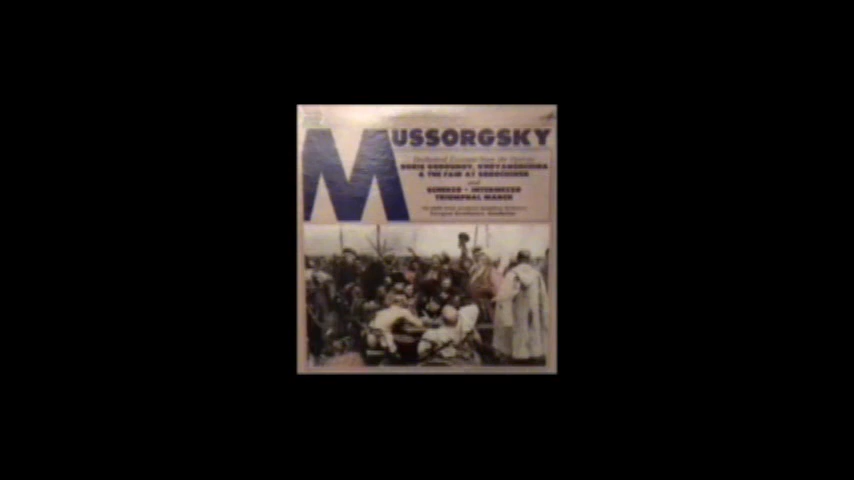 MUSSORGSKY
Orchestral Excerpts from the Operas
BORIS GODUNOV, KHOVANSHCHINA
& THE FAIR AT SOROCHINSK
and
SCHERZO • INTERMEZZO
TRIUMPHAL MARCH